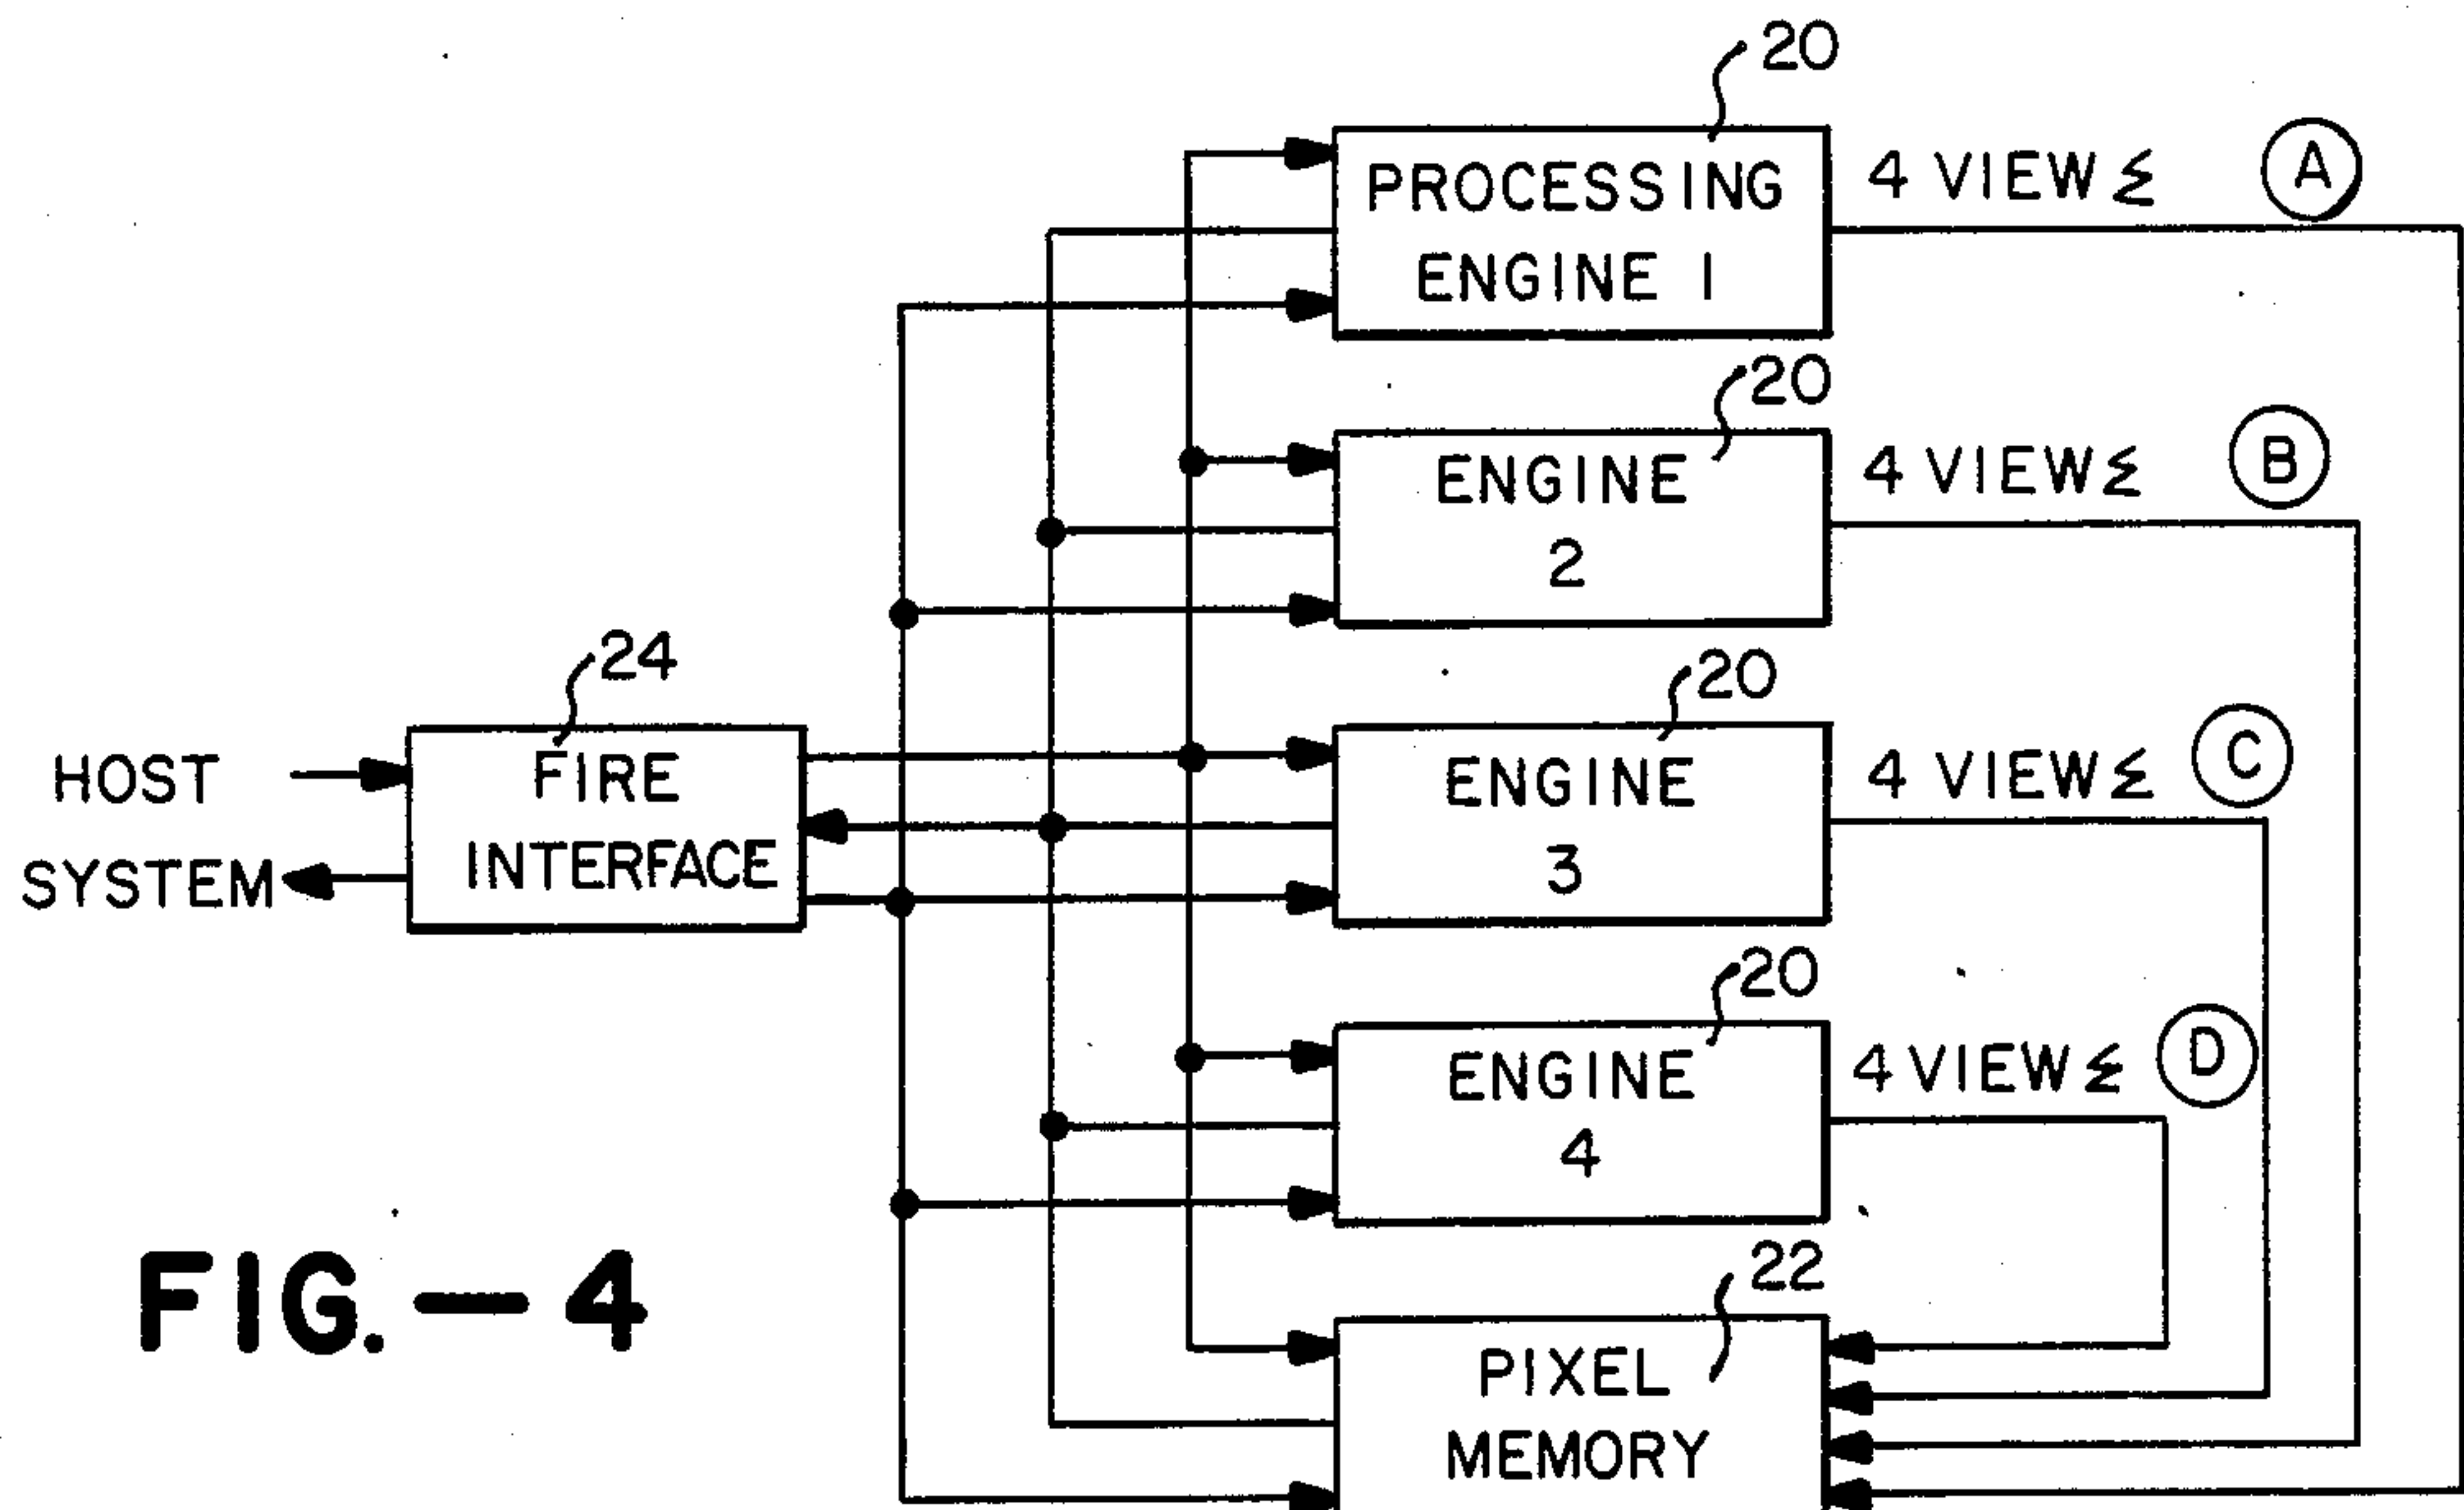 20
PROCESSING
ENGINE 1
4 VIEW Σ
A
20
ENGINE
2
4 VIEW Σ
B
24
HOST
SYSTEM
FIRE
INTERFACE
20
ENGINE
3
4 VIEW Σ
C
20
ENGINE
4
4 VIEW Σ
D
22
PIXEL
MEMORY
FIG.—4